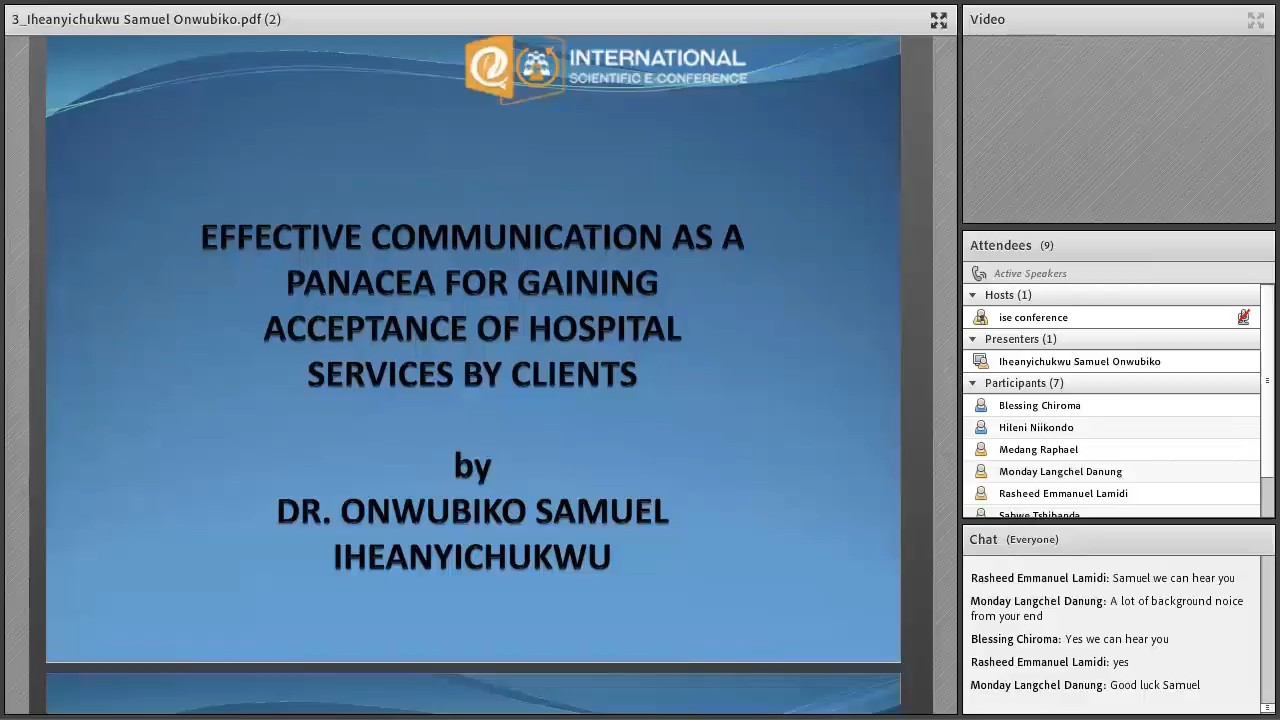 3_Iheanyichukwu Samuel Onwubiko.pdf (2)
INTERNATIONAL
SCIENTIFIC E-CONFERENCE
EFFECTIVE COMMUNICATION AS A
PANACEA FOR GAINING
ACCEPTANCE OF HOSPITAL
SERVICES BY CLIENTS
by
DR. ONWUBIKO SAMUEL
IHEANYICHUKWU
Video
Attendees (9)
Active Speakers
Hosts (1)
ise conference
Presenters (1)
Iheanyichukwu Samuel Onwubiko
Participants (7)
Blessing Chiroma
Hileni Niikondo
Medang Raphael
Monday Langchel Danung
Rasheed Emmanuel Lamidi
Chat (Everyone)
Rasheed Emmanuel Lamidi: Samuel we can hear you
Monday Langchel Danung: A lot of background noice
from your end
Blessing Chiroma: Yes we can hear you
Rasheed Emmanuel Lamidi: yes
Monday Langchel Danung: Good luck Samuel